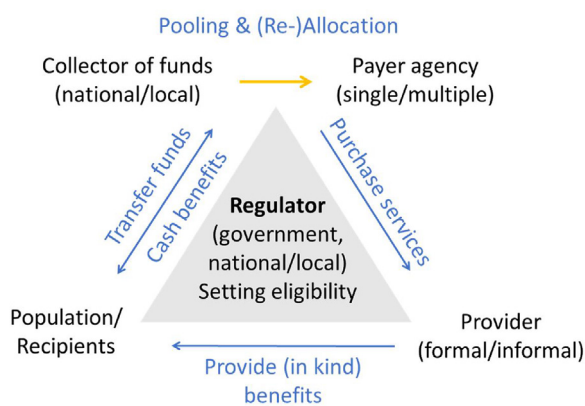 Pooling & (Re-)Allocation
Collector of funds
(national/local)
Payer agency
(single/multiple)
Transfer funds
Cash benefits
Purchase services
Regulator
(government,
national/local)
Setting eligibility
Population/
Recipients
Provider
(formal/informal)
Provide (in kind)
benefits